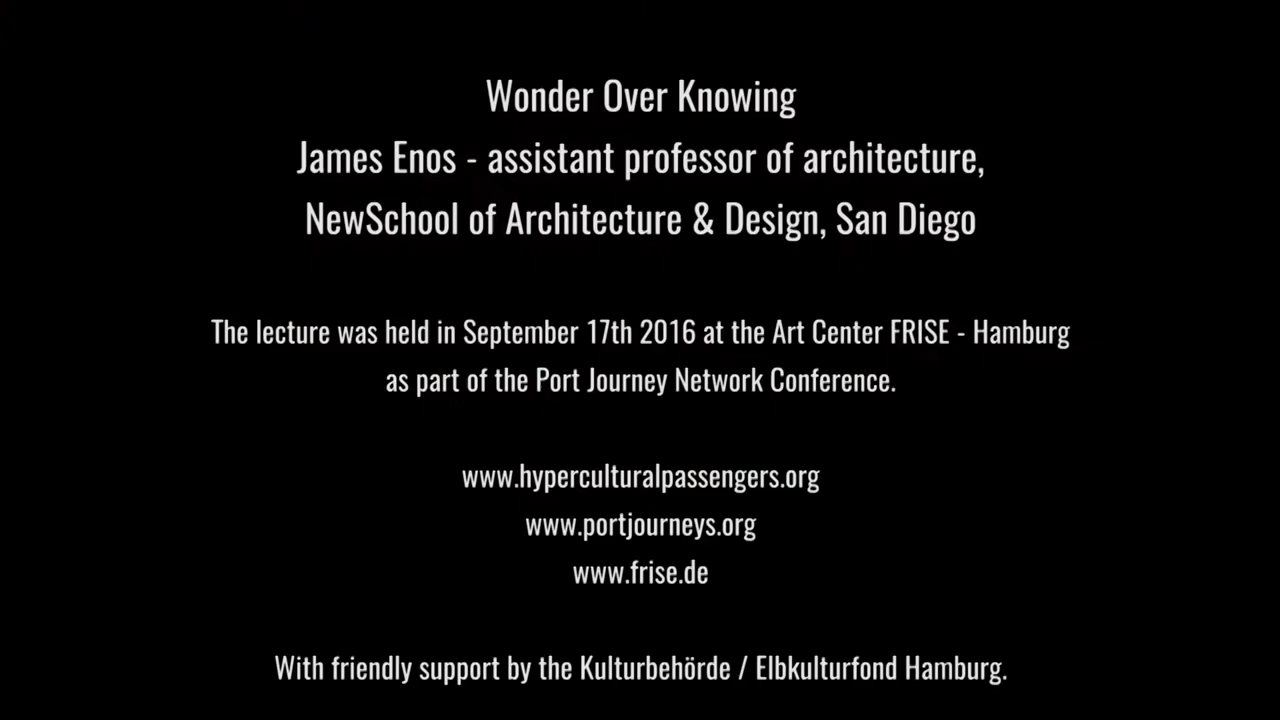 Wonder Over Knowing
James Enos - assistant professor of architecture,
NewSchool of Architecture & Design, San Diego
The lecture was held in September 17th 2016 at the Art Center FRISE - Hamburg
as part of the Port Journey Network Conference.
www.hyperculturalpassengers.org
www.portjourneys.org
www.frise.de
With friendly support by the Kulturbehörde / Elbkulturfond Hamburg.